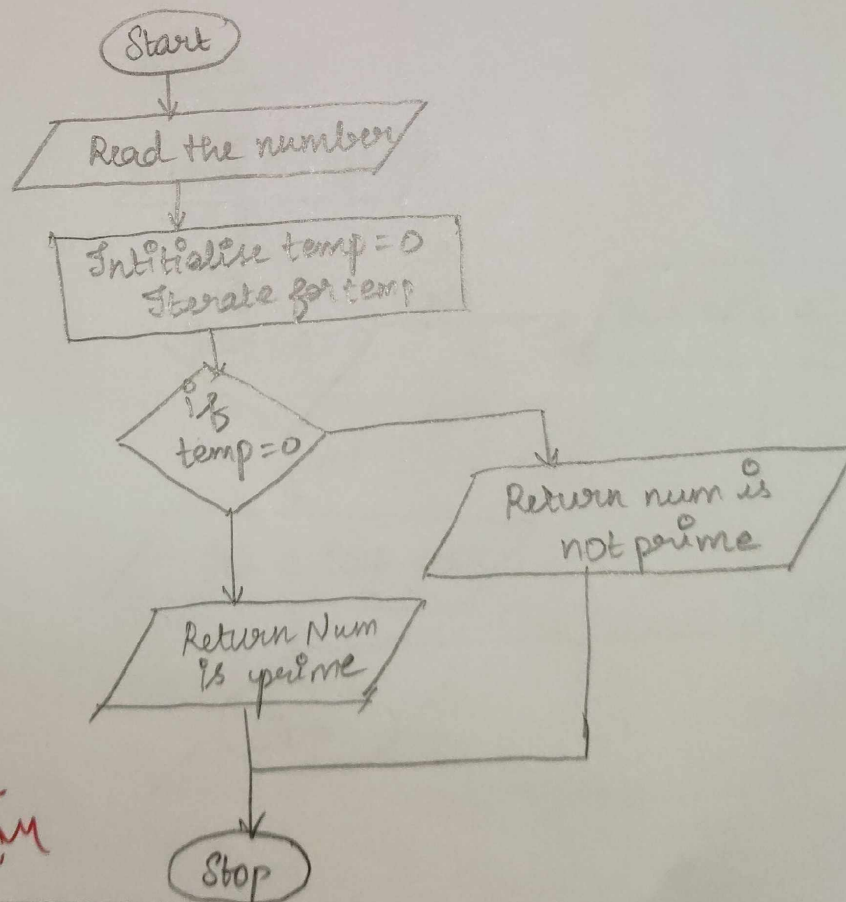 Start
Read the number
Intitialise temp = 0
Iterate for temp
if
temp = 0
Return num is
not prime
Return Num
is prime
Stop